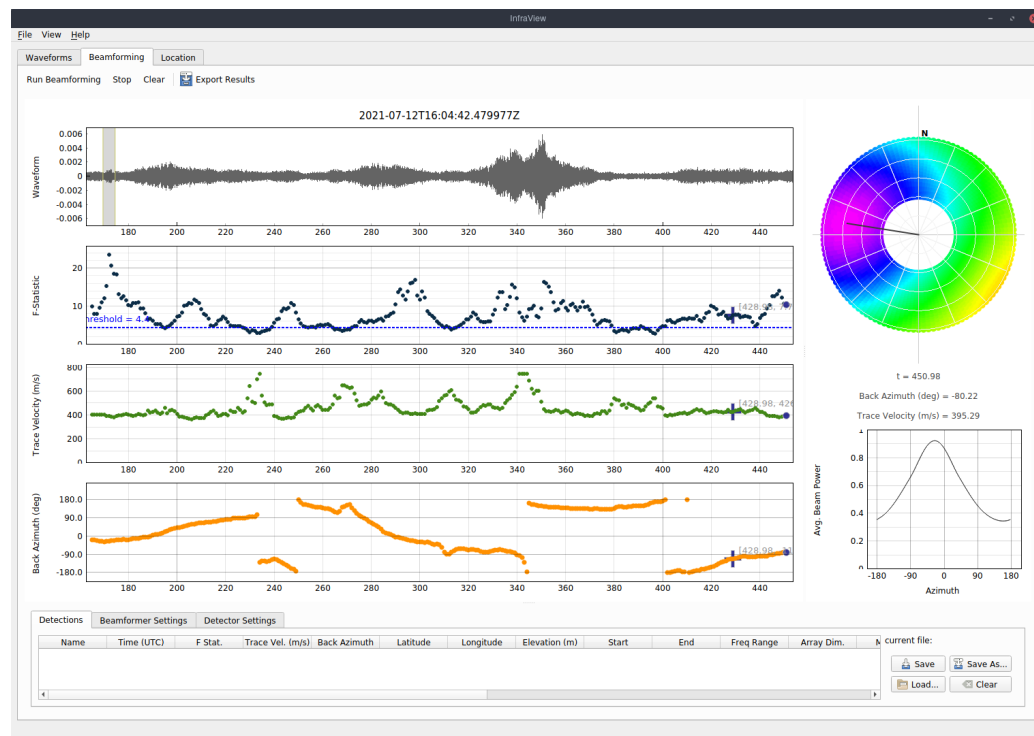 InfraView
File View Help
Waveforms Beamforming Location
Run Beamforming Stop Clear Export Results
2021-07-12T16:04:42.479977Z
Waveform
0.006
0.004
0.002
0
-0.002
-0.004
-0.006
180 200 220 240 260 280 300 320 340 360 380 400 420 440
F-Statistic
20
10
0
hreshold = 4.
[428.98,
180 200 220 240 260 280 300 320 340 360 380 400 420 440
Trace Velocity (m/s)
800
600
400
200
0
[428.98, 426
180 200 220 240 260 280 300 320 340 360 380 400 420 440
Back Azimuth (deg)
180.0
90.0
0
-90.0
-180.0
[428.98,
180 200 220 240 260 280 300 320 340 360 380 400 420 440
N
t = 450.98
Back Azimuth (deg) = -80.22
Trace Velocity (m/s) = 395.29
Avg. Beam Power
1
0.8
0.6
0.4
0.2
0
-180 -90 0 90 180
Azimuth
Detections Beamformer Settings Detector Settings
Name Time (UTC) F Stat. Trace Vel. (m/s) Back Azimuth Latitude Longitude Elevation (m) Start End Freq Range Array Dim. M
current file:
Save Save As...
Load... Clear